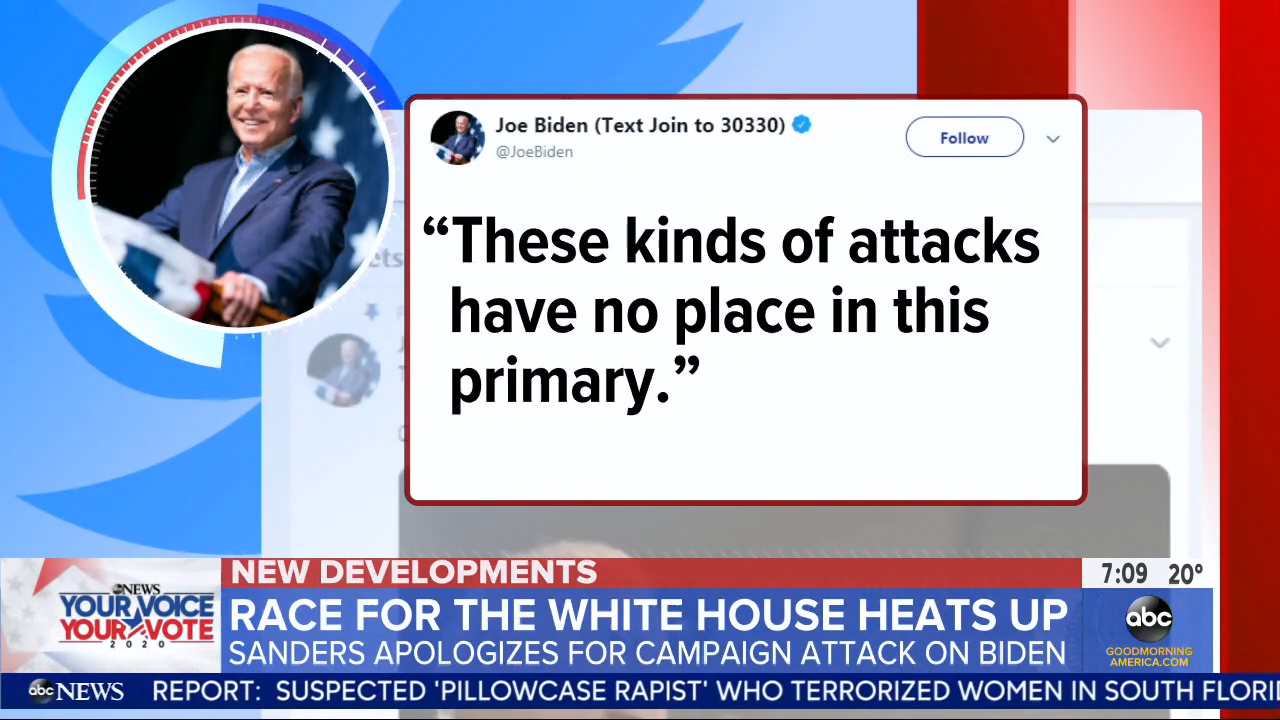 Joe Biden (Text Join to 30330)
@JoeBiden
Follow
“These kinds of attacks
have no place in this
primary.”
NEW DEVELOPMENTS
RACE FOR THE WHITE HOUSE HEATS UP
SANDERS APOLOGIZES FOR CAMPAIGN ATTACK ON BIDEN
abc NEWS
YOUR VOICE
YOUR VOTE
2020
7:09 20°
abc
GOODMORNING
AMERICA.COM
abc NEWS REPORT: SUSPECTED 'PILLOWCASE RAPIST' WHO TERRORIZED WOMEN IN SOUTH FLORI